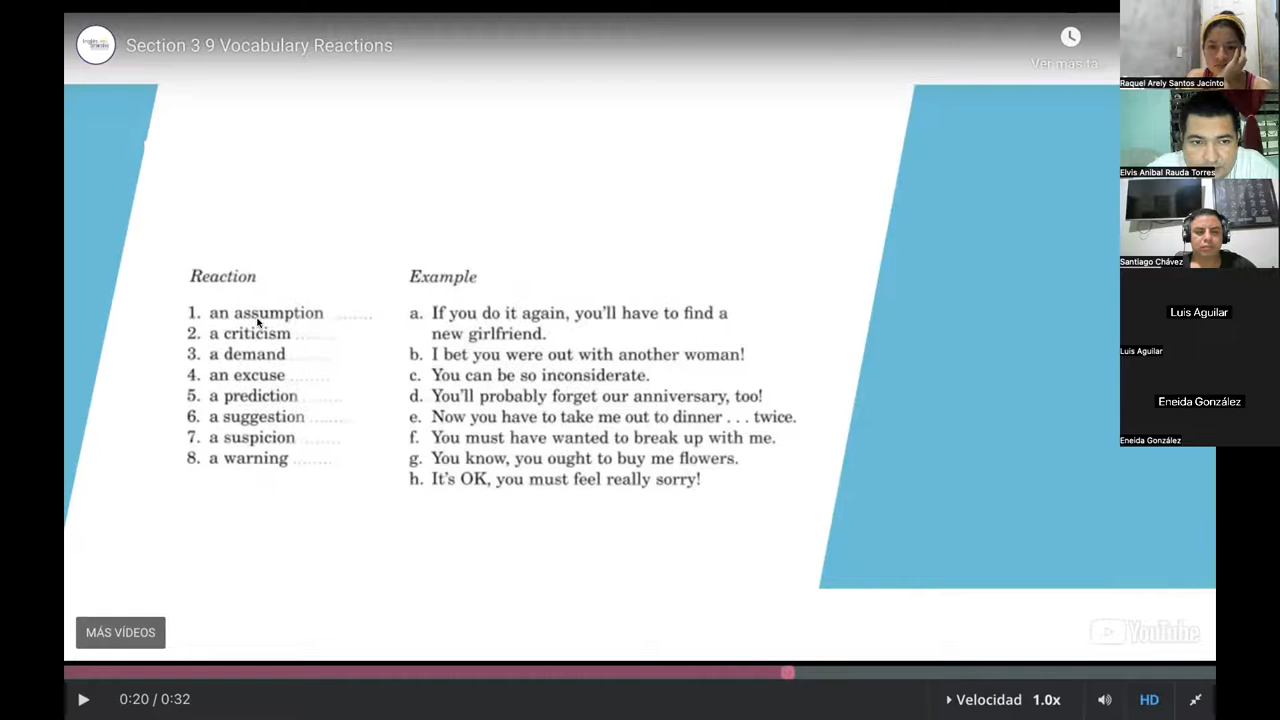 Section 3 9 Vocabulary Reactions
Ver más ta...
Reaction
Example
1. an assumption ........
2. a criticism ........
3. a demand ........
4. an excuse ........
5. a prediction ........
6. a suggestion ........
7. a suspicion ........
8. a warning ........
a. If you do it again, you'll have to find a
new girlfriend.
b. I bet you were out with another woman!
c. You can be so inconsiderate.
d. You'll probably forget our anniversary, too!
e. Now you have to take me out to dinner . . . twice.
f. You must have wanted to break up with me.
g. You know, you ought to buy me flowers.
h. It's OK, you must feel really sorry!
MÁS VÍDEOS
YouTube
0:20 / 0:32
Velocidad 1.0x
HD
Raquel Arely Santos Jacinto
Elvis Anibal Rauda Torres
Santiago Chávez
Luis Aguilar
Luis Aguilar
Eneida González
Eneida González